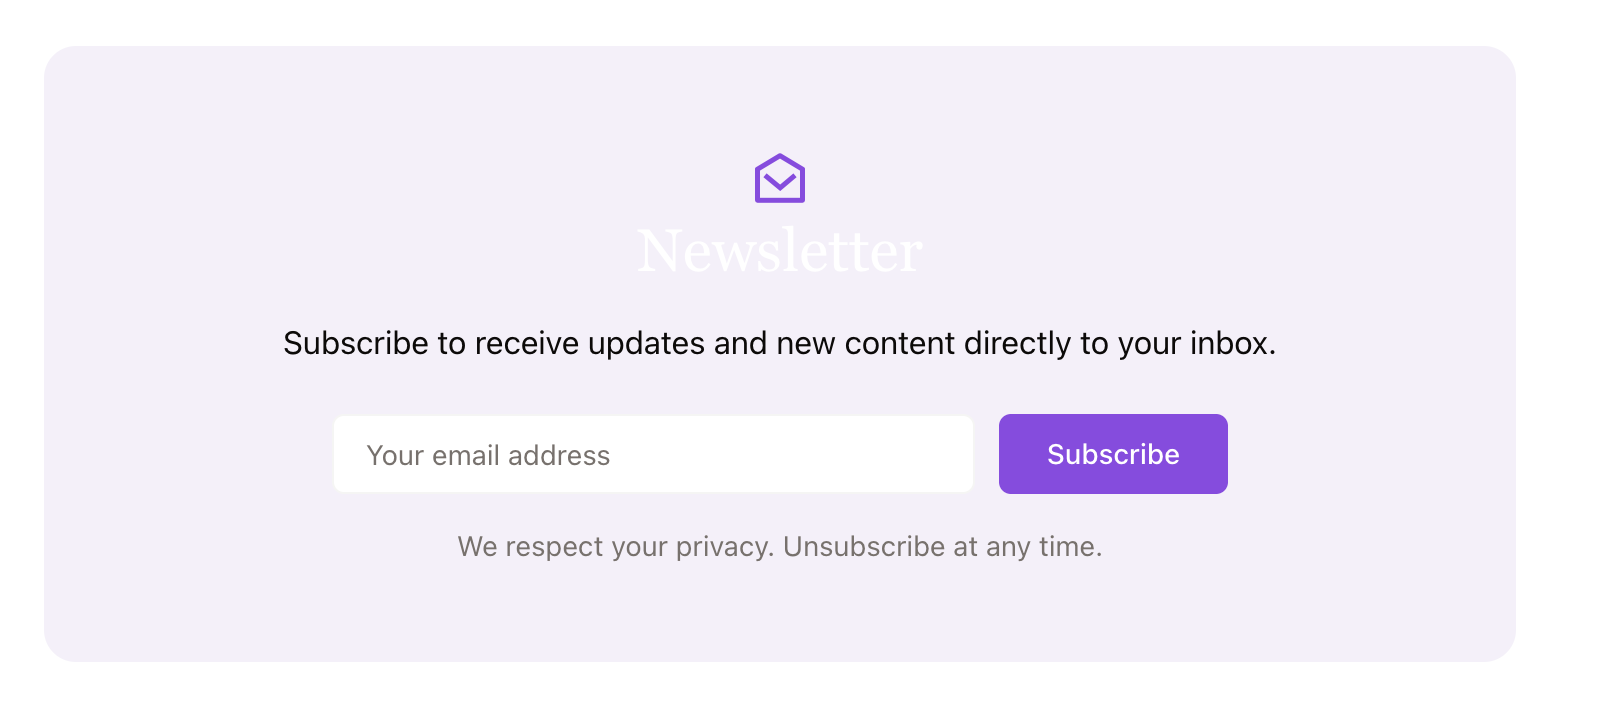 Newsletter
Subscribe to receive updates and new content directly to your inbox.
Your email address
Subscribe
We respect your privacy. Unsubscribe at any time.